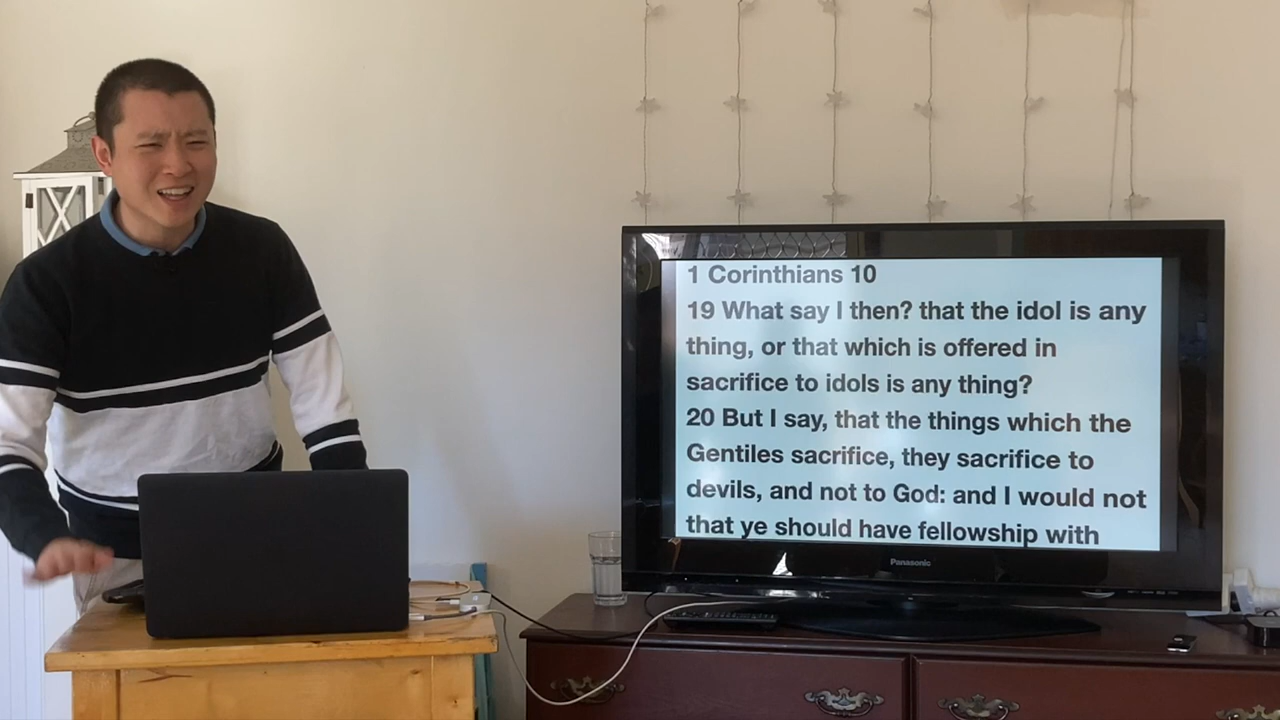 1 Corinthians 10
19 What say I then? that the idol is any
thing, or that which is offered in
sacrifice to idols is any thing?
20 But I say, that the things which the
Gentiles sacrifice, they sacrifice to
devils, and not to God: and I would not
that ye should have fellowship with
Panasonic